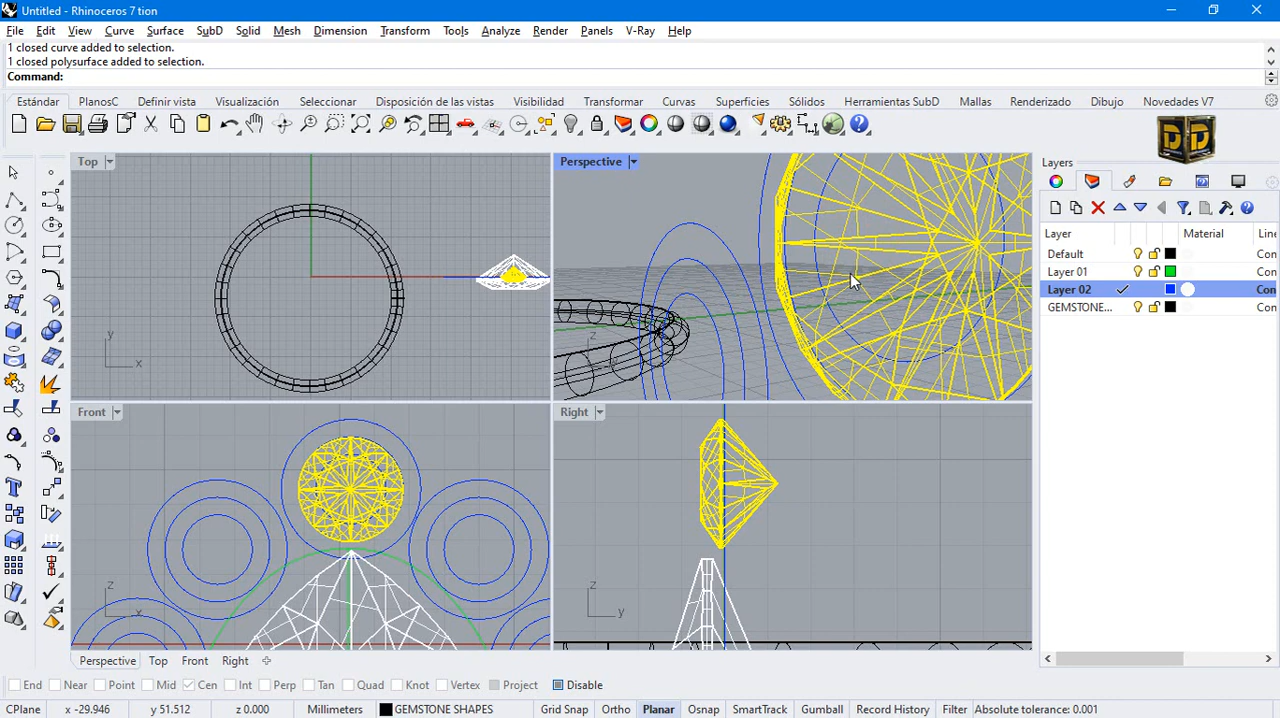 Untitled - Rhinoceros 7 tion
File Edit View Curve Surface SubD Solid Mesh Dimension Transform Tools Analyze Render Panels V-Ray Help
1 closed curve added to selection.
1 closed polysurface added to selection.
Command:
Estándar PlanosC Definir vista Visualización Seleccionar Disposición de las vistas Visibilidad Transformar Curvas Superficies Sólidos Herramientas SubD Mallas Renderizado Dibujo Novedades V7
Top
Perspective
Layers
Layer Material Line
Default Con
Layer 01 Con
Layer 02 Con
GEMSTONE... Con
y
x
z
y
Front
Right
z
x
z
y
Perspective Top Front Right
End Near Point Mid Cen Int Perp Tan Quad Knot Vertex Project Disable
CPlane x -29.946 y 51.512 z 0.000 Millimeters GEMSTONE SHAPES Grid Snap Ortho Planar Osnap SmartTrack Gumball Record History Filter Absolute tolerance: 0.001